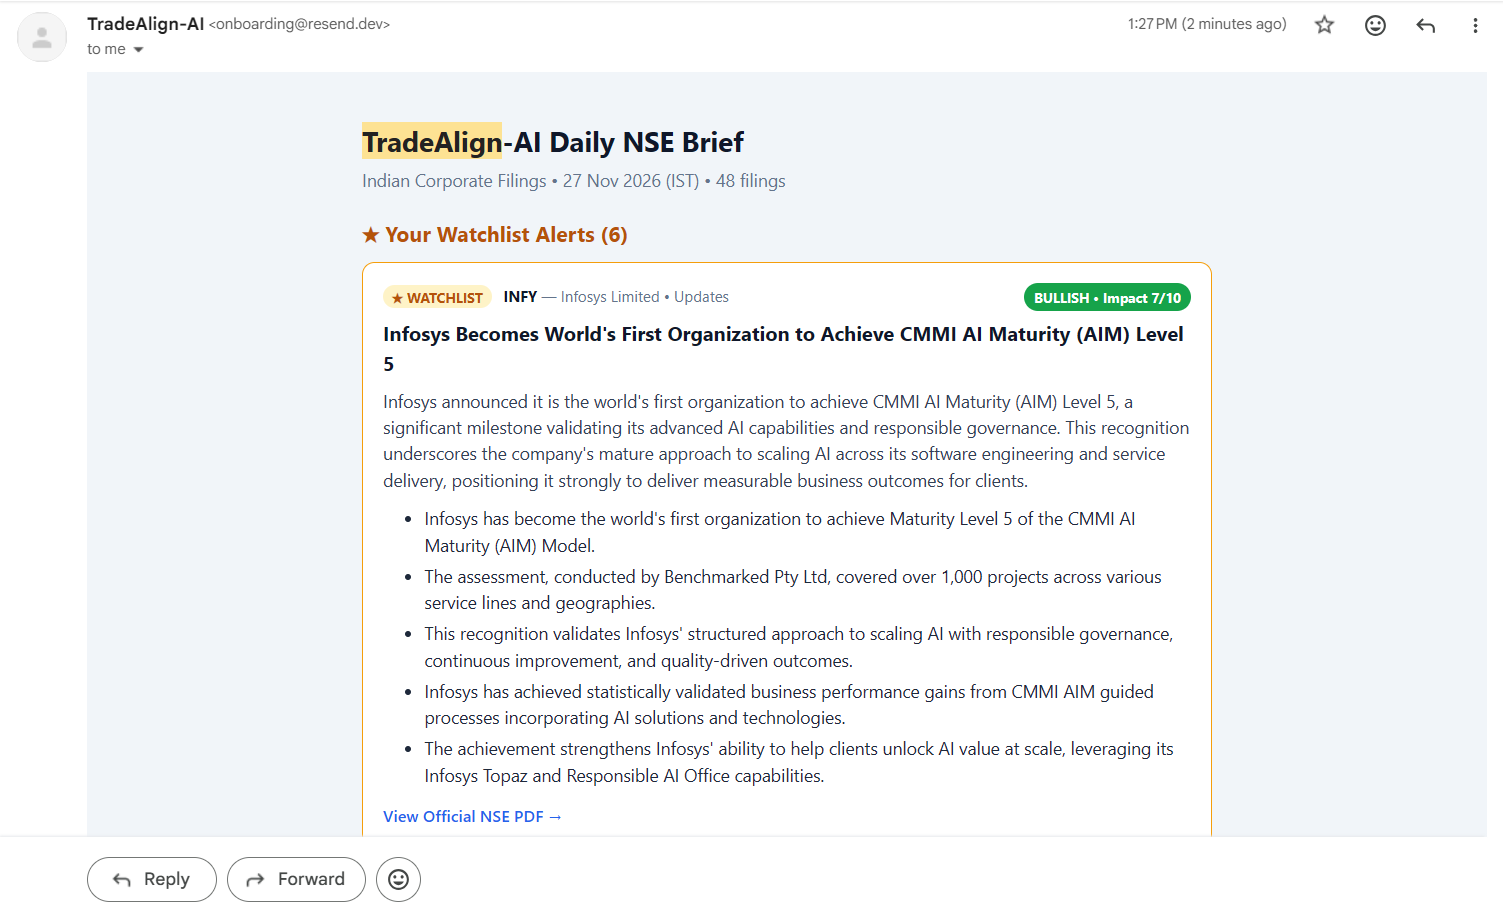 TradeAlign-AI <onboarding@resend.dev>
1:27 PM (2 minutes ago)
to me
TradeAlign-AI Daily NSE Brief
Indian Corporate Filings • 27 Nov 2026 (IST) • 48 filings
★ Your Watchlist Alerts (6)
★ WATCHLIST INFY — Infosys Limited • Updates
BULLISH • Impact 7/10
Infosys Becomes World's First Organization to Achieve CMMI AI Maturity (AIM) Level
5
Infosys announced it is the world's first organization to achieve CMMI AI Maturity (AIM) Level 5, a
significant milestone validating its advanced AI capabilities and responsible governance. This recognition
underscores the company's mature approach to scaling AI across its software engineering and service
delivery, positioning it strongly to deliver measurable business outcomes for clients.
• Infosys has become the world's first organization to achieve Maturity Level 5 of the CMMI AI
Maturity (AIM) Model.
• The assessment, conducted by Benchmarked Pty Ltd, covered over 1,000 projects across various
service lines and geographies.
• This recognition validates Infosys' structured approach to scaling AI with responsible governance,
continuous improvement, and quality-driven outcomes.
• Infosys has achieved statistically validated business performance gains from CMMI AIM guided
processes incorporating AI solutions and technologies.
• The achievement strengthens Infosys' ability to help clients unlock AI value at scale, leveraging its
Infosys Topaz and Responsible AI Office capabilities.
View Official NSE PDF →
Reply
Forward